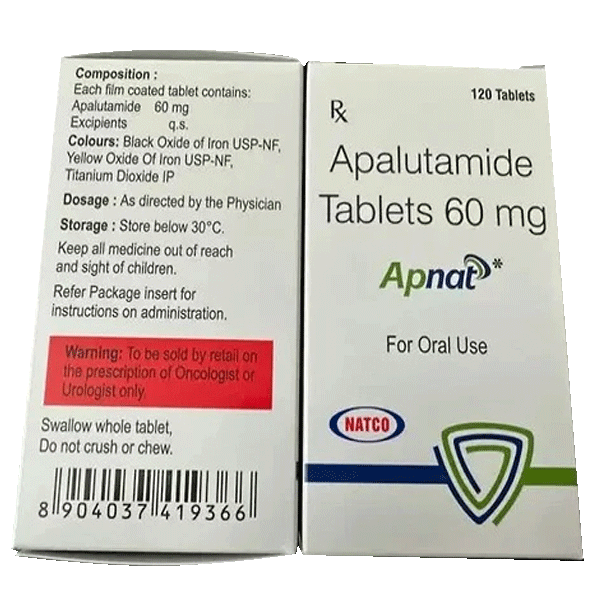 Composition :
Each film coated tablet contains:
Apalutamide 60 mg
Excipients q.s.
Colours: Black Oxide of Iron USP-NF,
Yellow Oxide Of Iron USP-NF,
Titanium Dioxide IP
Dosage : As directed by the Physician
Storage : Store below 30°C.
Keep all medicine out of reach
and sight of children.
Refer Package insert for
instructions on administration.
Warning: To be sold by retail on
the prescription of Oncologist or
Urologist only.
Swallow whole tablet,
Do not crush or chew.
8 904037 419366
120 Tablets
Rx
Apalutamide
Tablets 60 mg
Apnat*
For Oral Use
NATCO